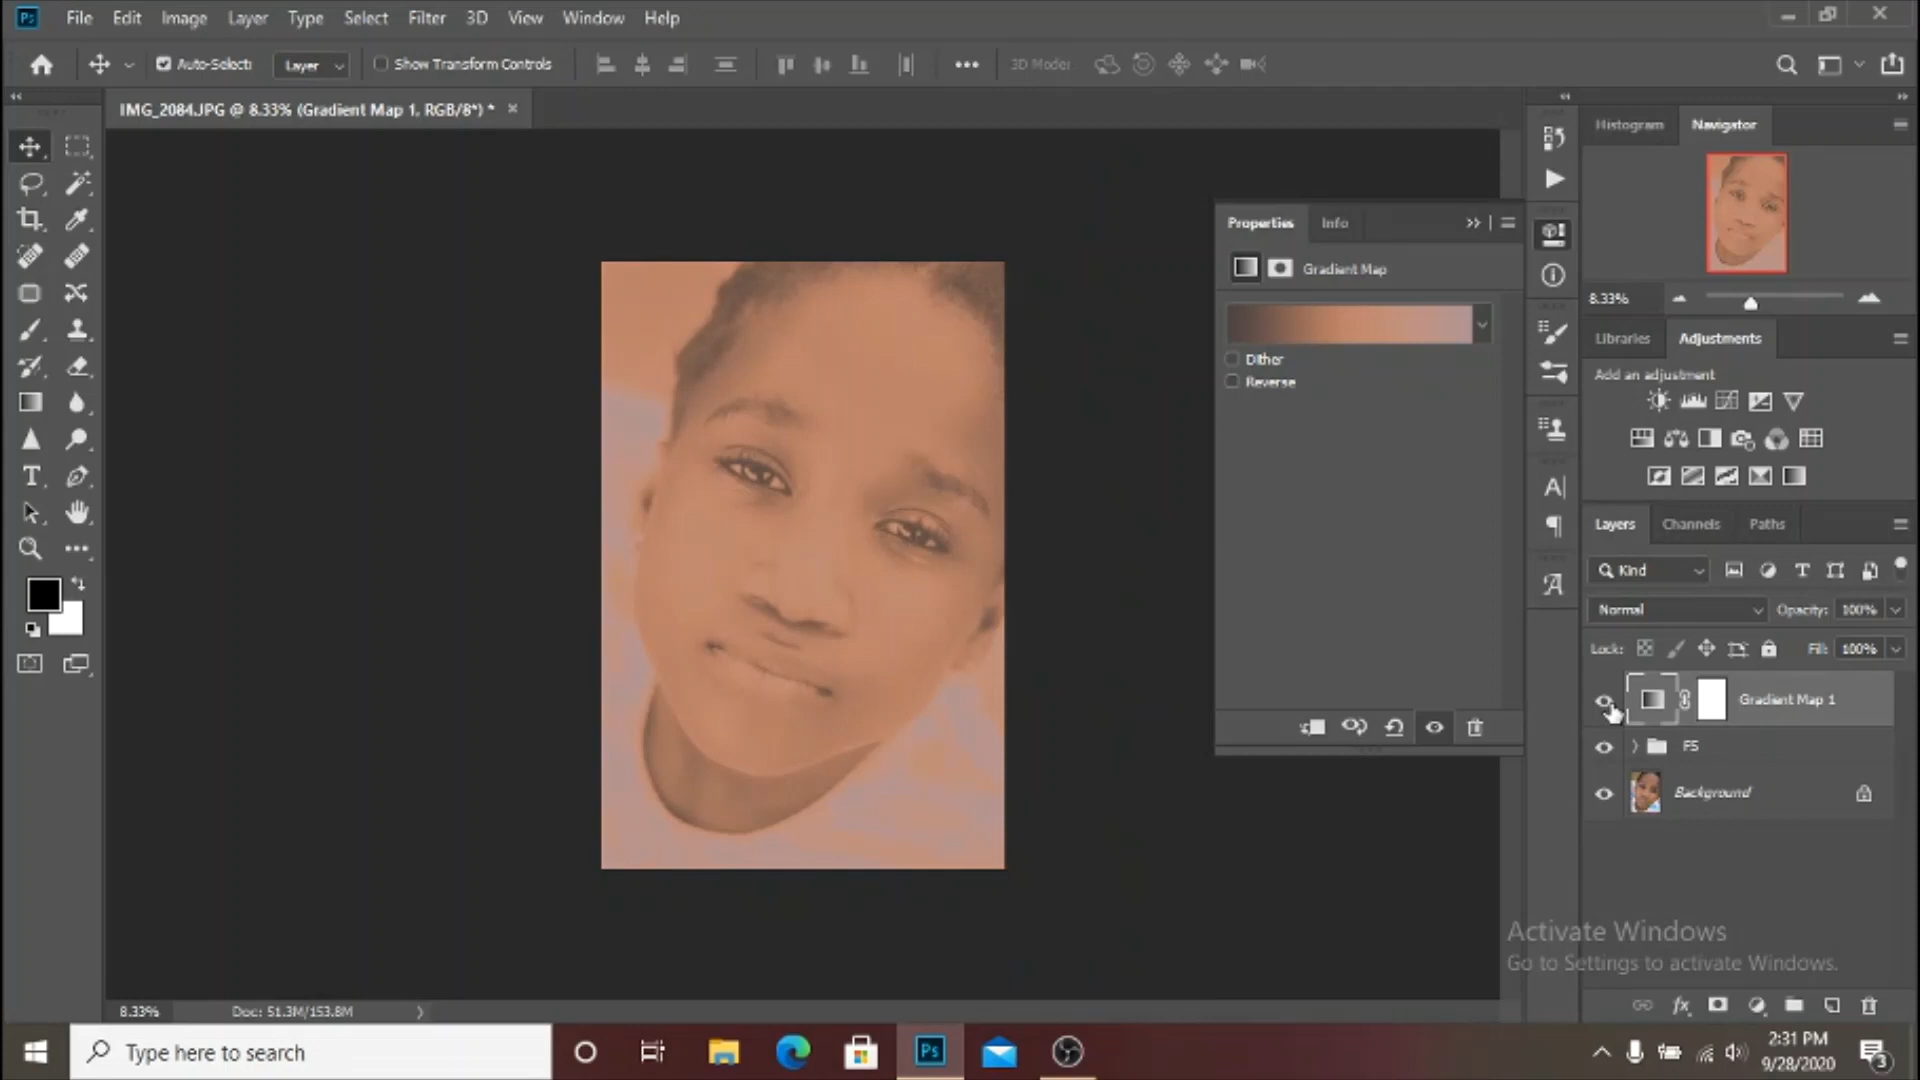 Ps File Edit Image Layer Type Select Filter 3D View Window Help
Auto-Select: Layer Show Transform Controls 3D Mode:
IMG_2084.JPG @ 8.33% (Gradient Map 1, RGB/8*) *
Histogram Navigator
8.33%
Properties Info
Gradient Map
Dither
Reverse
Libraries Adjustments
Add an adjustment
Layers Channels Paths
Kind
Normal Opacity: 100%
Lock: Fill: 100%
Gradient Map 1
FS
Background
Activate Windows
Go to Settings to activate Windows.
8.33% Doc: 51.3M/153.8M
Type here to search
Ps
2:31 PM
9/28/2020
3